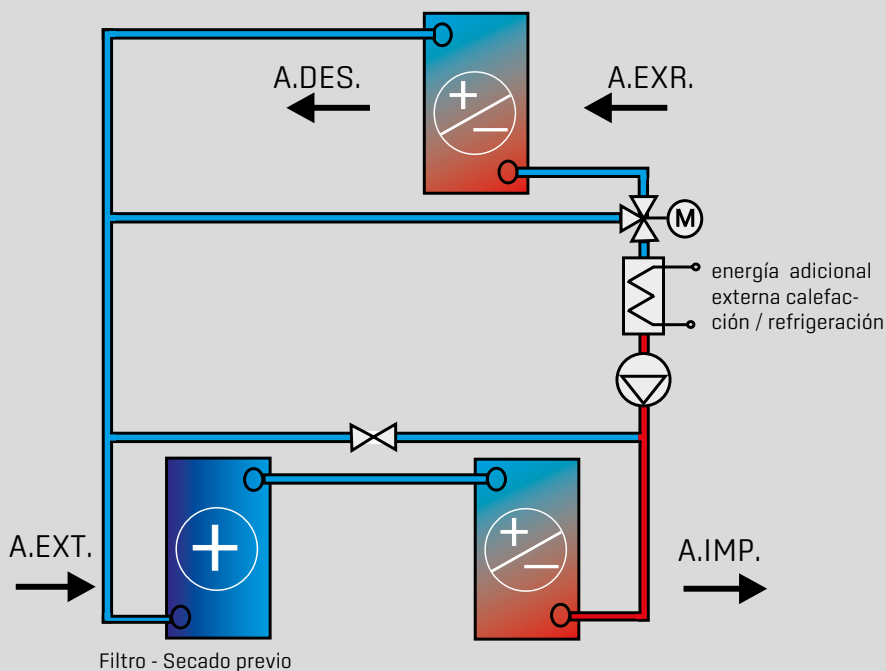 A.DES.
A.EXR.
M
energía adicional
externa calefac-
ción / refrigeración
A.EXT.
A.IMP.
Filtro - Secado previo